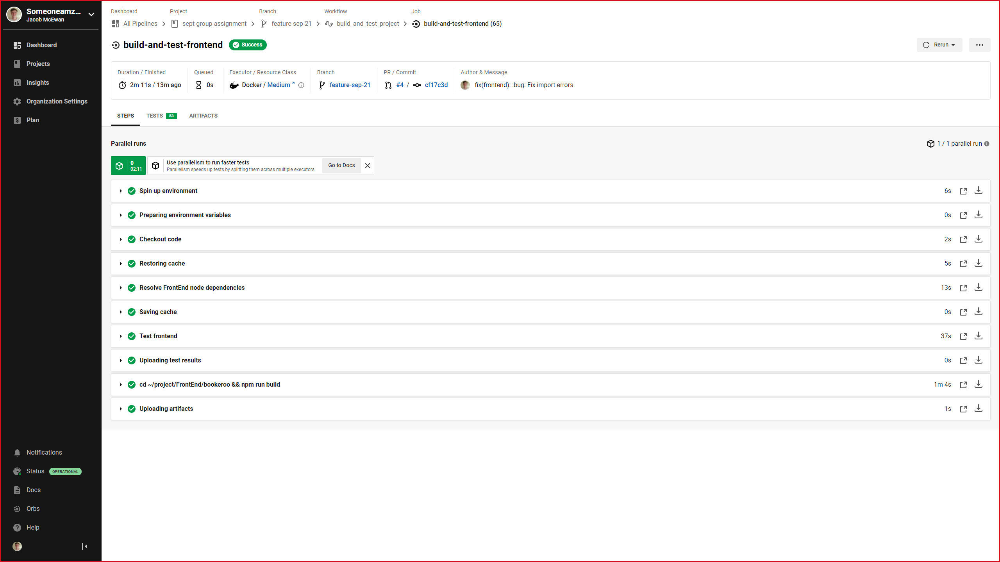 Someoneamz...
Jacob McEwan
Dashboard
Projects
Insights
Organization Settings
Plan
Notifications
Status OPERATIONAL
Docs
Orbs
Help
Dashboard Project Branch Workflow Job
All Pipelines sept-group-assignment feature-sep-21 build_and_test_project build-and-test-frontend (65)
build-and-test-frontend Success Rerun
Duration / Finished Queued Executor / Resource Class Branch PR / Commit Author & Message
2m 11s / 13m ago 0s Docker / Medium feature-sep-21 #4 / cf17c3d fix(frontend): :bug: Fix import errors
STEPS TESTS 53 ARTIFACTS
Parallel runs 1 / 1 parallel run
0
02:11
Use parallelism to run faster tests
Parallelism speeds up tests by splitting them across multiple executors.
Go to Docs
Spin up environment 6s
Preparing environment variables 0s
Checkout code 2s
Restoring cache 5s
Resolve FrontEnd node dependencies 13s
Saving cache 0s
Test frontend 37s
Uploading test results 0s
cd ~/project/FrontEnd/bookeroo && npm run build 1m 4s
Uploading artifacts 1s